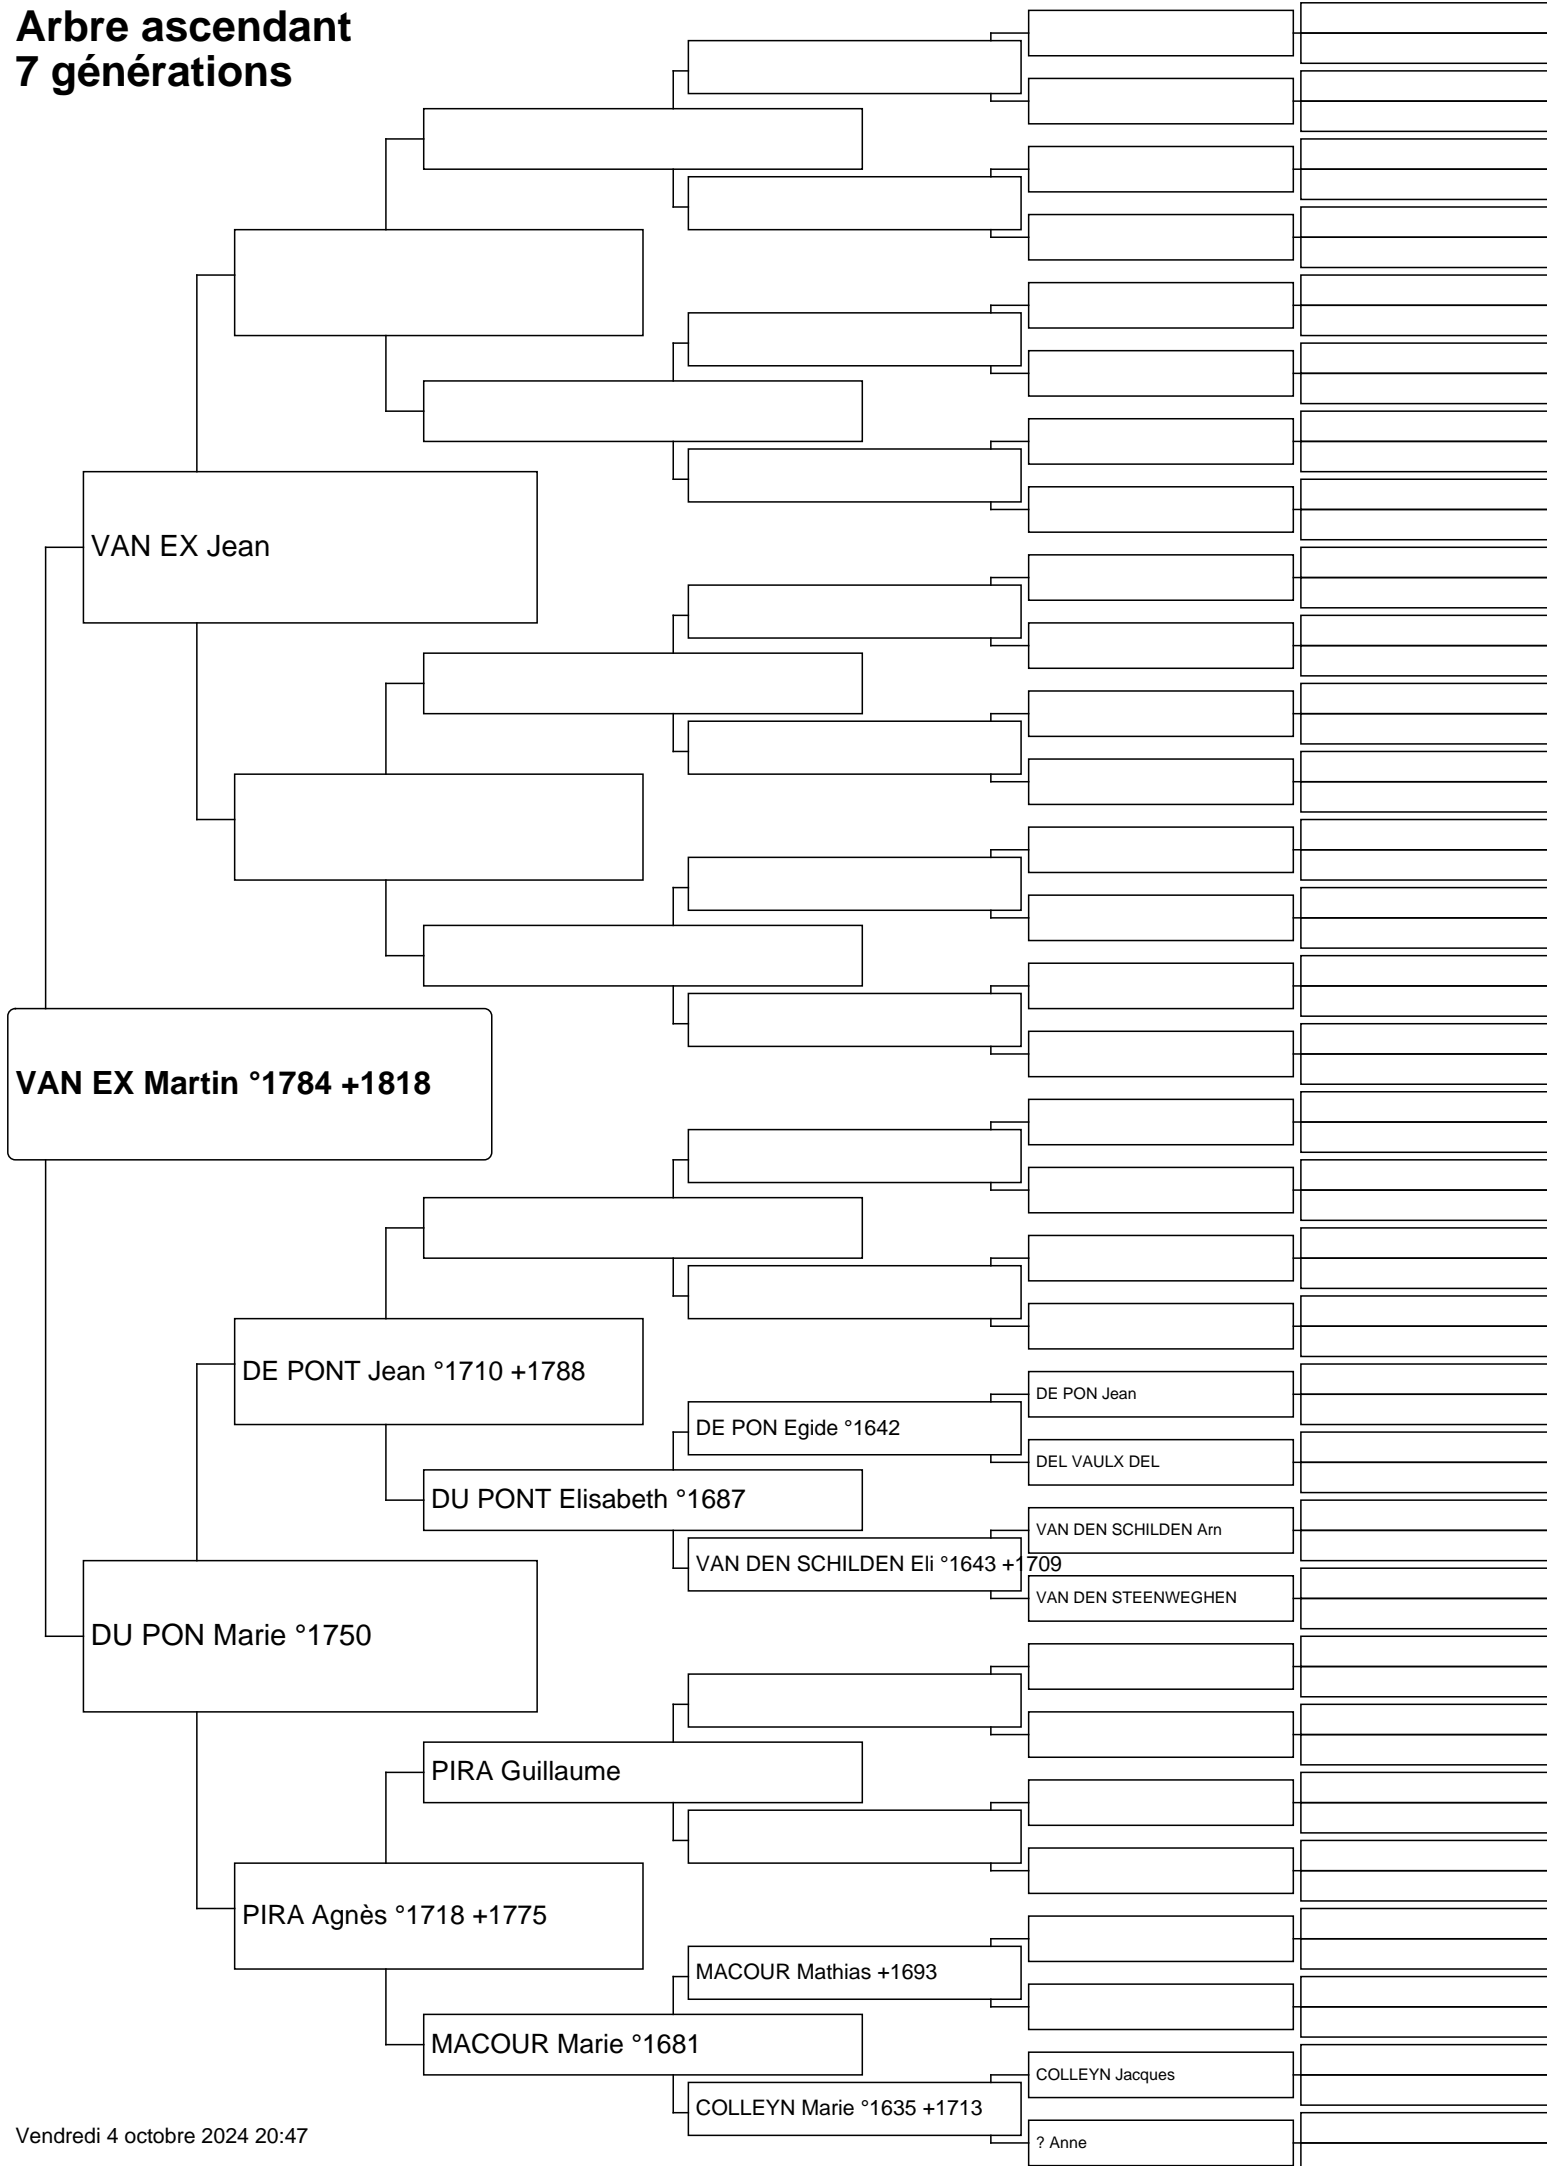 Arbre ascendant
7 générations
VAN EX Jean
VAN EX Martin °1784 +1818
DE PONT Jean °1710 +1788
DE PON Jean
DE PON Egide °1642
DEL VAULX DEL
DU PONT Elisabeth °1687
VAN DEN SCHILDEN Arn
VAN DEN SCHILDEN Eli °1643 +1709
VAN DEN STEENWEGHEN
DU PON Marie °1750
PIRA Guillaume
PIRA Agnès °1718 +1775
MACOUR Mathias +1693
MACOUR Marie °1681
COLLEYN Jacques
COLLEYN Marie °1635 +1713
? Anne
Vendredi 4 octobre 2024 20:47